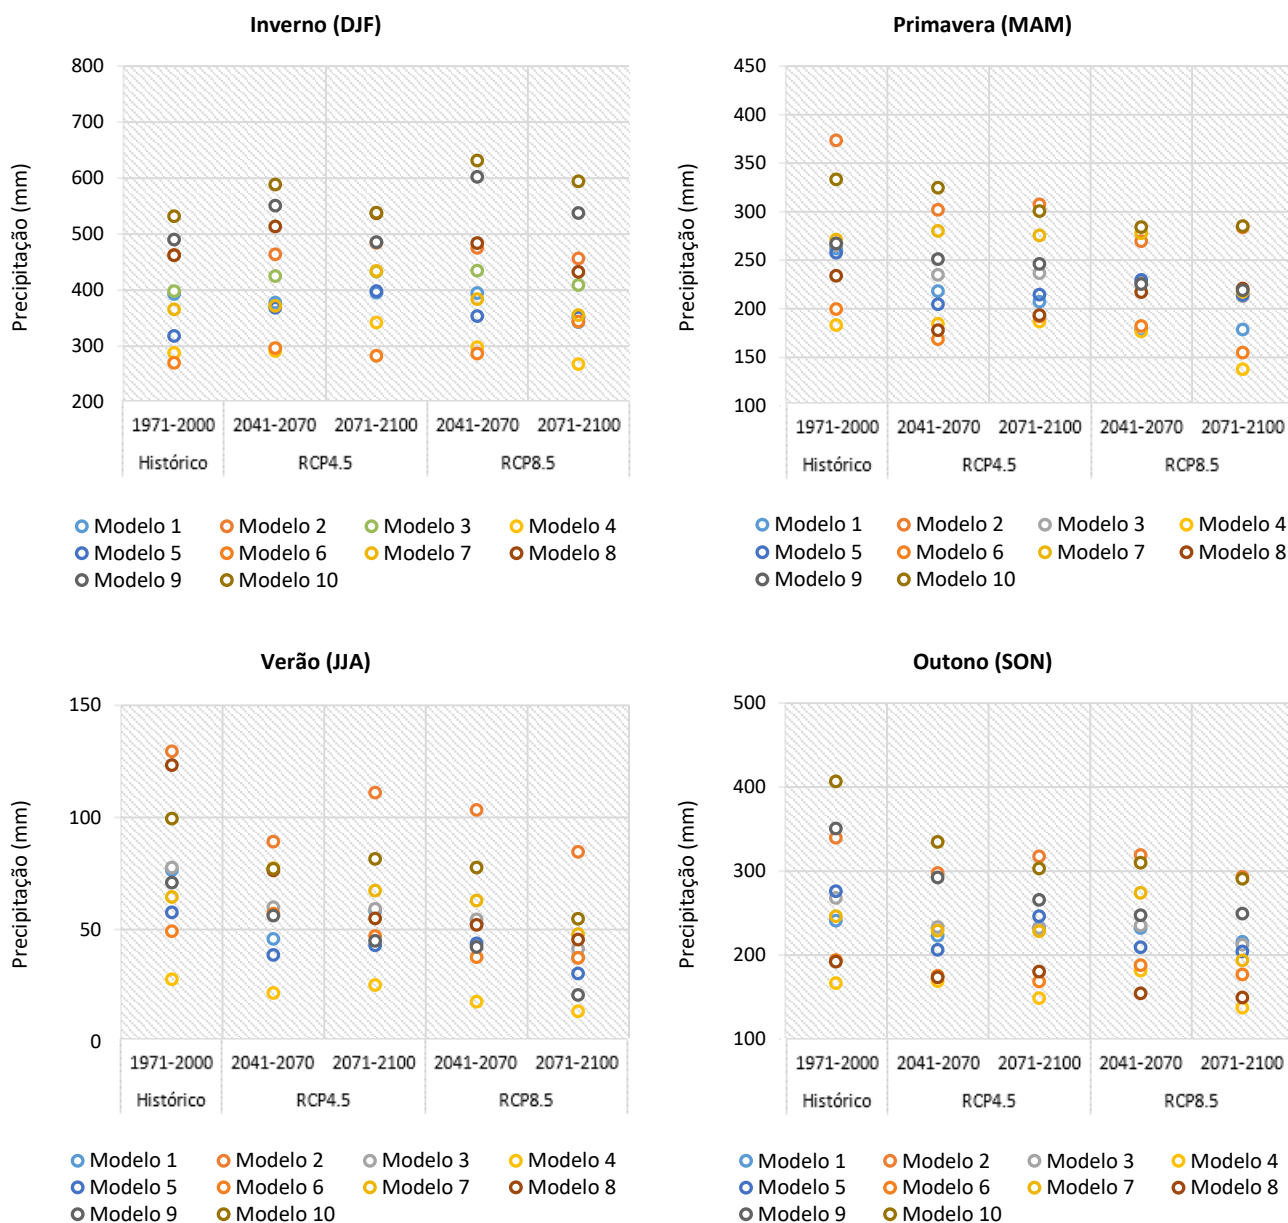 Inverno (DJF)
Precipitação (mm)
800
700
600
500
400
300
200
1971-2000 2041-2070 2071-2100 2041-2070 2071-2100
Histórico RCP4.5 RCP8.5
Modelo 1 Modelo 2 Modelo 3 Modelo 4
Modelo 5 Modelo 6 Modelo 7 Modelo 8
Modelo 9 Modelo 10
Primavera (MAM)
Precipitação (mm)
450
400
350
300
250
200
150
100
1971-2000 2041-2070 2071-2100 2041-2070 2071-2100
Histórico RCP4.5 RCP8.5
Modelo 1 Modelo 2 Modelo 3 Modelo 4
Modelo 5 Modelo 6 Modelo 7 Modelo 8
Modelo 9 Modelo 10
Verão (JJA)
Precipitação (mm)
150
100
50
0
1971-2000 2041-2070 2071-2100 2041-2070 2071-2100
Histórico RCP4.5 RCP8.5
Modelo 1 Modelo 2 Modelo 3 Modelo 4
Modelo 5 Modelo 6 Modelo 7 Modelo 8
Modelo 9 Modelo 10
Outono (SON)
Precipitação (mm)
500
400
300
200
100
1971-2000 2041-2070 2071-2100 2041-2070 2071-2100
Histórico RCP4.5 RCP8.5
Modelo 1 Modelo 2 Modelo 3 Modelo 4
Modelo 5 Modelo 6 Modelo 7 Modelo 8
Modelo 9 Modelo 10